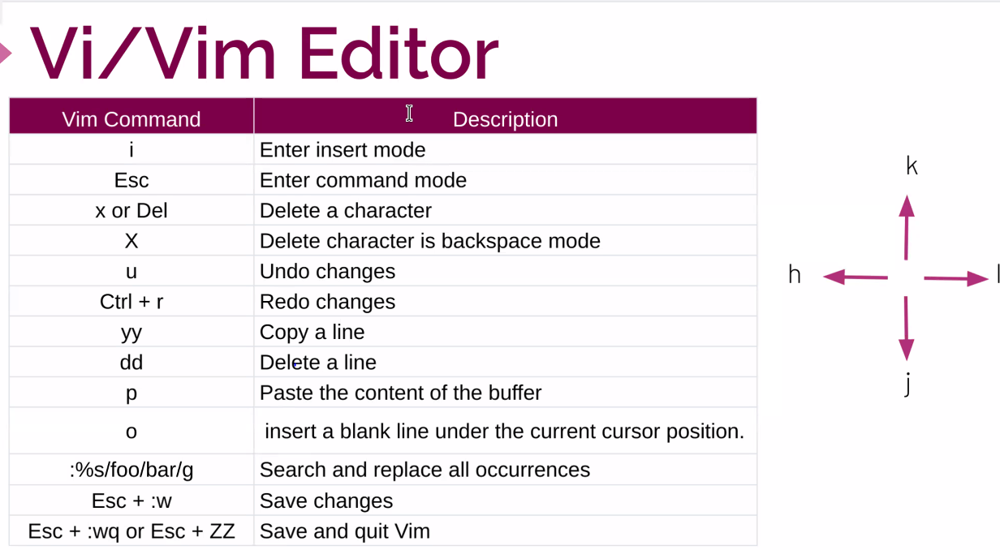 Vi/Vim Editor
Vim Command Description
i Enter insert mode
Esc Enter command mode
x or Del Delete a character
X Delete character is backspace mode
u Undo changes
Ctrl + r Redo changes
yy Copy a line
dd Delete a line
p Paste the content of the buffer
o insert a blank line under the current cursor position.
:%s/foo/bar/g Search and replace all occurrences
Esc + :w Save changes
Esc + :wq or Esc + ZZ Save and quit Vim
k
h l
j